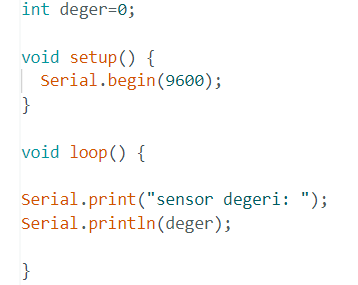 int deger=0;
void setup() {
Serial.begin(9600);
}
void loop() {
Serial.print("sensor degeri: ");
Serial.println(deger);
}